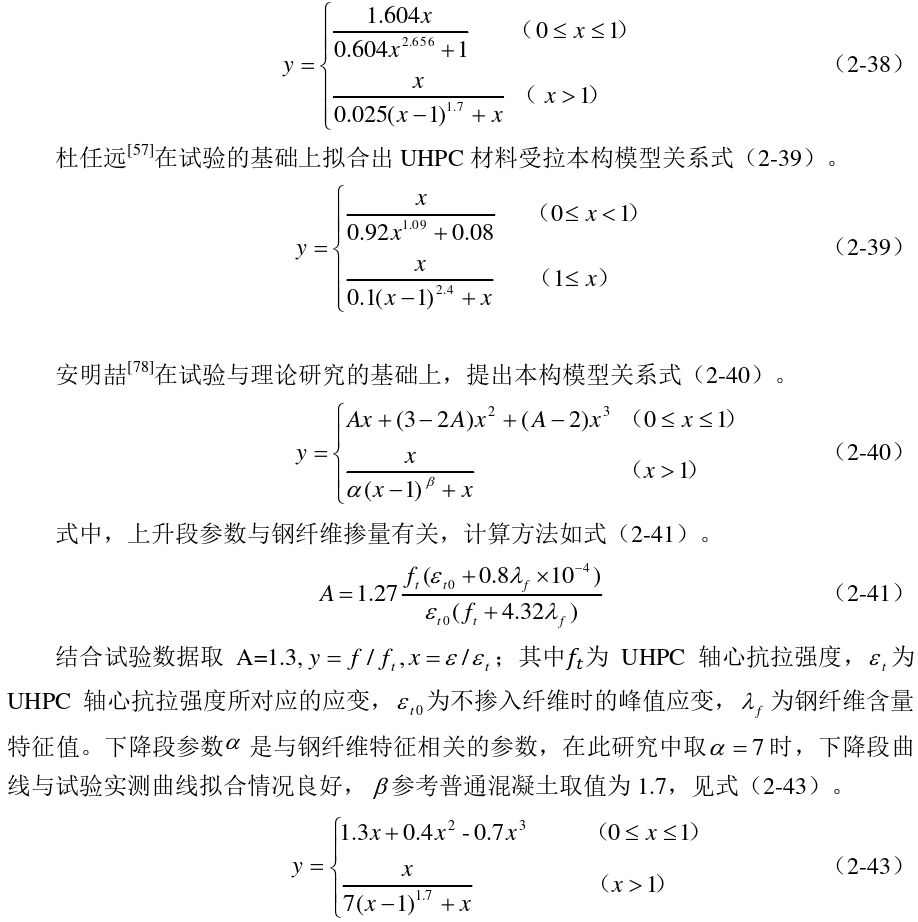 y = { 1.604x / (0.604x^2.656 + 1) （0 ≤ x ≤ 1）
x / (0.025(x − 1)^1.7 + x) （ x > 1） （2-38）
杜任远[57]在试验的基础上拟合出 UHPC 材料受拉本构模型关系式（2-39）。
y = { x / (0.92x^1.09 + 0.08) （0 ≤ x < 1）
x / (0.1(x − 1)^2.4 + x) （1 ≤ x） （2-39）
安明喆[78]在试验与理论研究的基础上，提出本构模型关系式（2-40）。
y = { Ax + (3 − 2A)x^2 + (A − 2)x^3 （0 ≤ x ≤ 1）
x / (α(x − 1)^β + x) （x > 1） （2-40）
式中，上升段参数与钢纤维掺量有关，计算方法如式（2-41）。
A = 1.27 f_t(ε_t0 + 0.8λ_f × 10^−4) / (ε_t0(f_t + 4.32λ_f)) （2-41）
结合试验数据取 A=1.3, y = f / f_t , x = ε / ε_t ；其中f_t为 UHPC 轴心抗拉强度，ε_t 为
UHPC 轴心抗拉强度所对应的应变，ε_t0为不掺入纤维时的峰值应变，λ_f 为钢纤维含量
特征值。下降段参数α 是与钢纤维特征相关的参数，在此研究中取α = 7 时，下降段曲
线与试验实测曲线拟合情况良好， β参考普通混凝土取值为 1.7，见式（2-43）。
y = { 1.3x + 0.4x^2 - 0.7x^3 （0 ≤ x ≤ 1）
x / (7(x − 1)^1.7 + x) （x > 1） （2-43）